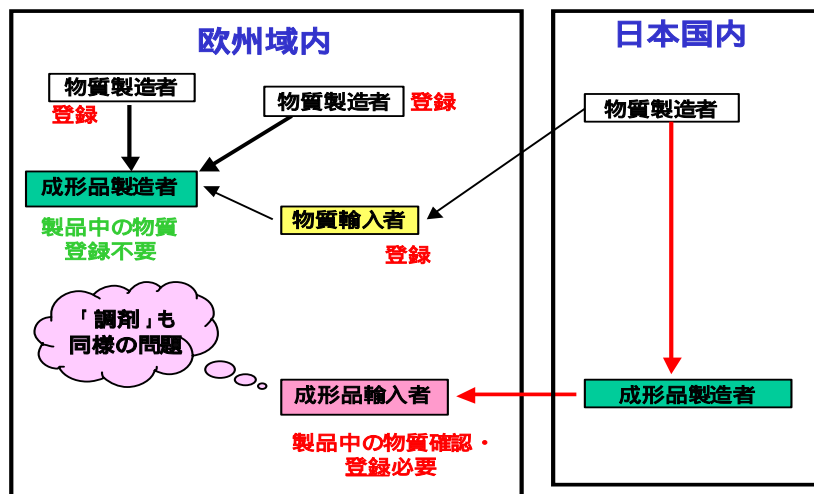 欧州域内
日本国内
物質製造者
登録
物質製造者
登録
物質製造者
成形品製造者
製品中の物質
登録不要
物質輸入者
登録
「調剤」も
同様の問題
成形品輸入者
成形品製造者
製品中の物質確認・
登録必要